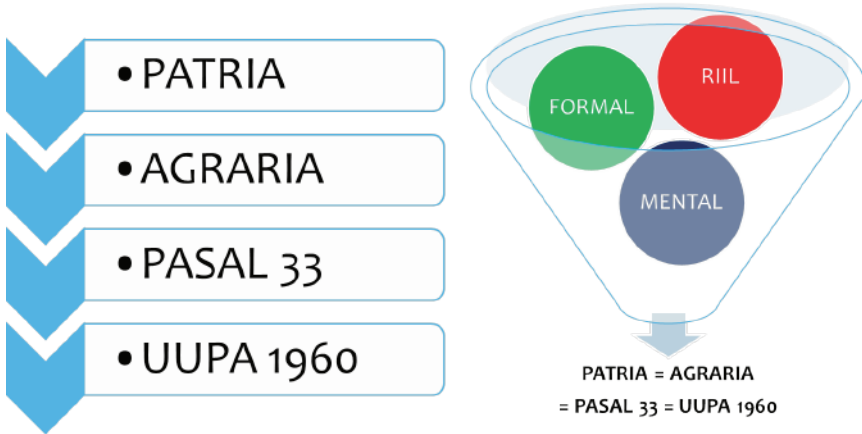 • PATRIA
• AGRARIA
• PASAL 33
• UUPA 1960
FORMAL
RIIL
MENTAL
PATRIA = AGRARIA
= PASAL 33 = UUPA 1960